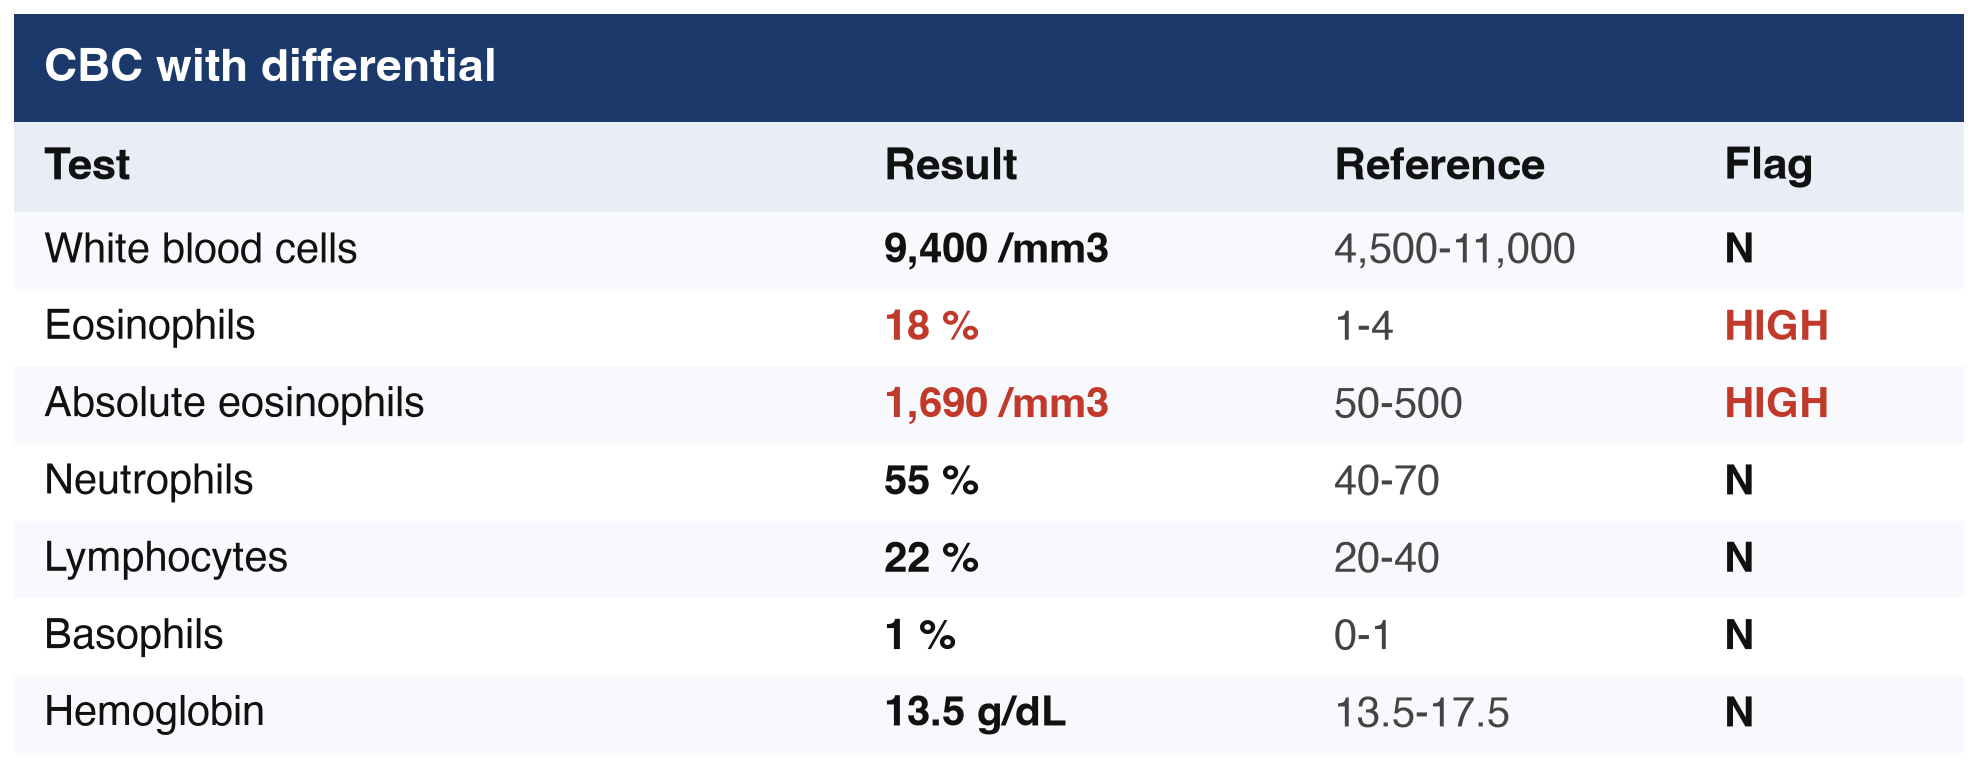 CBC with differential
Test Result Reference Flag
White blood cells 9,400 /mm3 4,500-11,000 N
Eosinophils 18 % 1-4 HIGH
Absolute eosinophils 1,690 /mm3 50-500 HIGH
Neutrophils 55 % 40-70 N
Lymphocytes 22 % 20-40 N
Basophils 1 % 0-1 N
Hemoglobin 13.5 g/dL 13.5-17.5 N